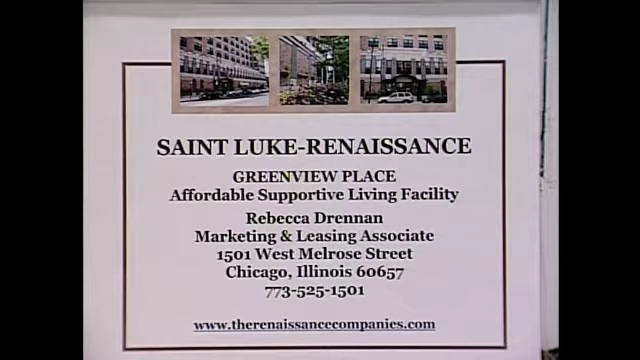 SAINT LUKE-RENAISSANCE
GREENVIEW PLACE
Affordable Supportive Living Facility
Rebecca Drennan
Marketing & Leasing Associate
1501 West Melrose Street
Chicago, Illinois 60657
773-525-1501
www.therenaissancecompanies.com